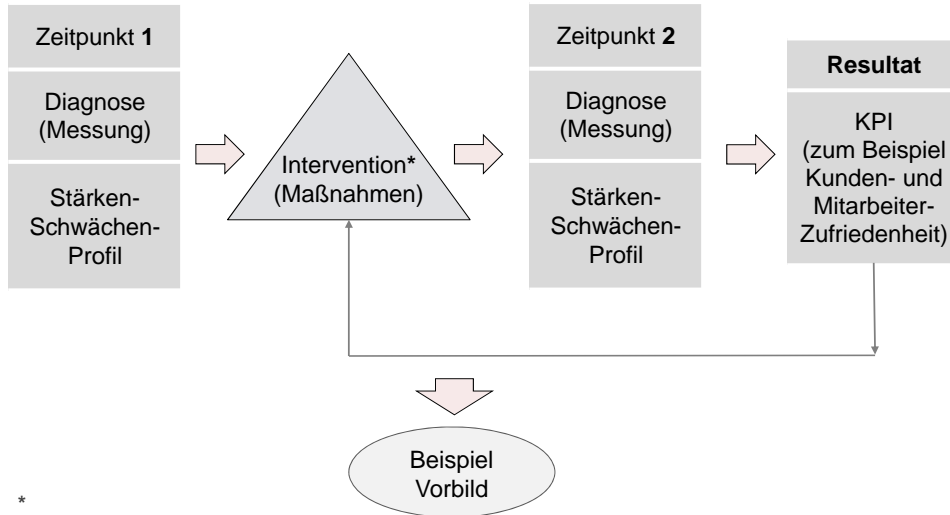 Zeitpunkt 1
Diagnose
(Messung)
Stärken-
Schwächen-
Profil
Intervention*
(Maßnahmen)
Zeitpunkt 2
Diagnose
(Messung)
Stärken-
Schwächen-
Profil
Resultat
KPI
(zum Beispiel
Kunden- und
Mitarbeiter-
Zufriedenheit)
Beispiel
Vorbild
*